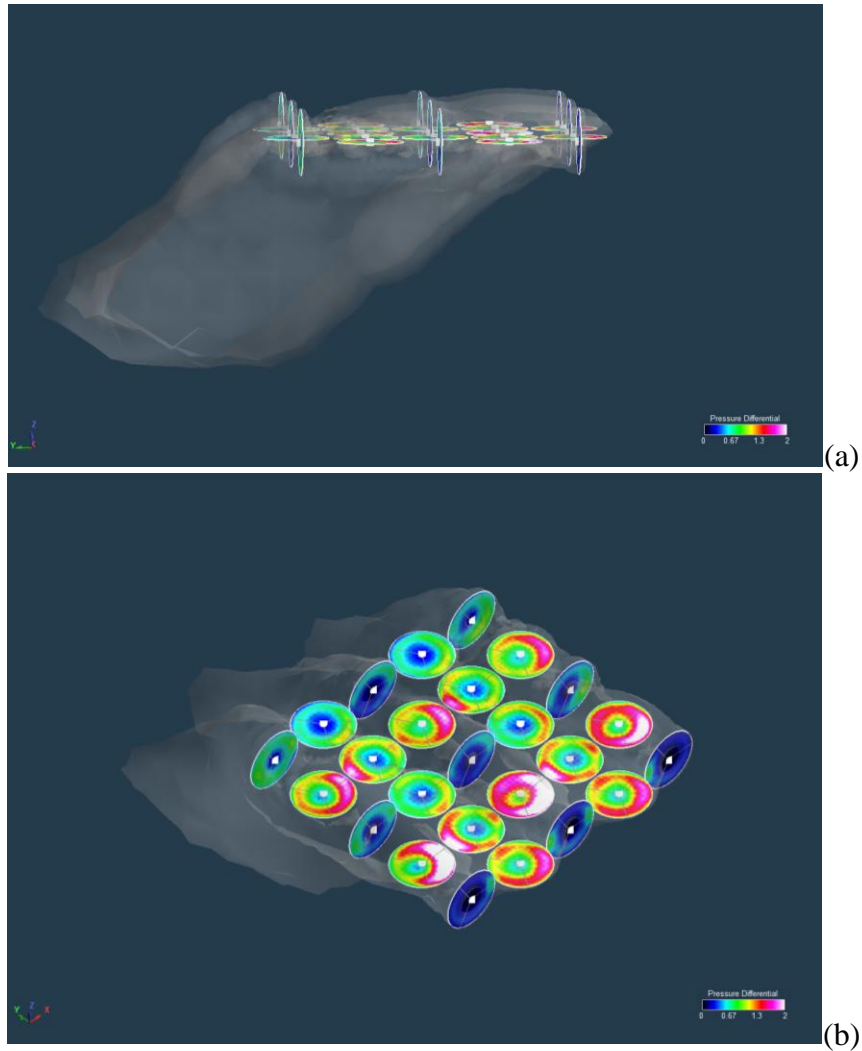 Z
Y X
Pressure Differential
0 0.67 1.3 2
(a)
Y Z X
Pressure Differential
0 0.67 1.3 2
(b)